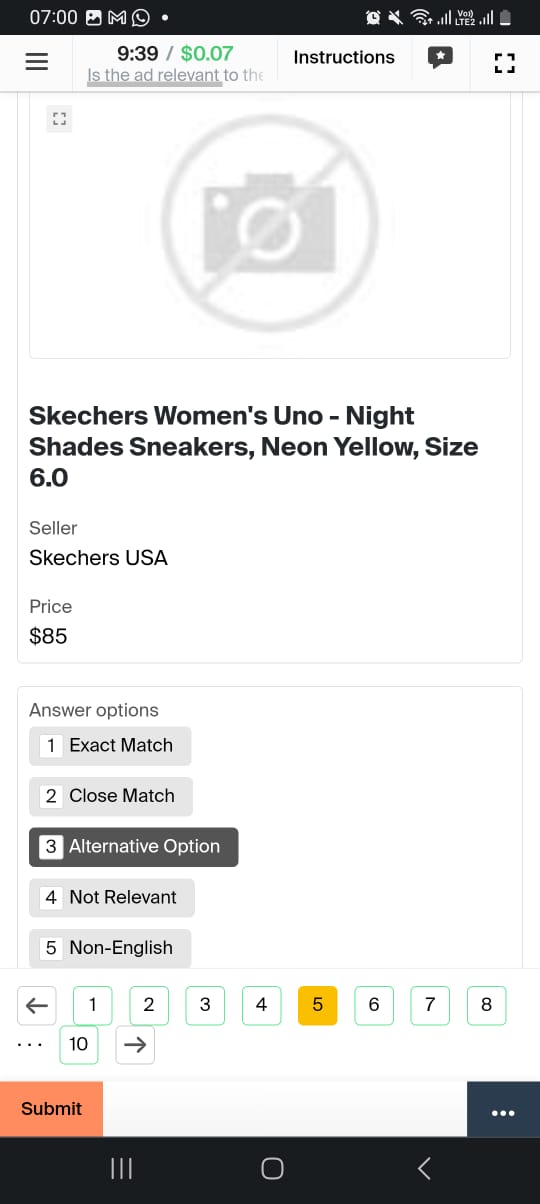 07:00
Vo))
LTE2
9:39 / $0.07
Is the ad relevant to the
Instructions
Skechers Women's Uno - Night
Shades Sneakers, Neon Yellow, Size
6.0
Seller
Skechers USA
Price
$85
Answer options
1 Exact Match
2 Close Match
3 Alternative Option
4 Not Relevant
5 Non-English
1 2 3 4 5 6 7 8
... 10
Submit